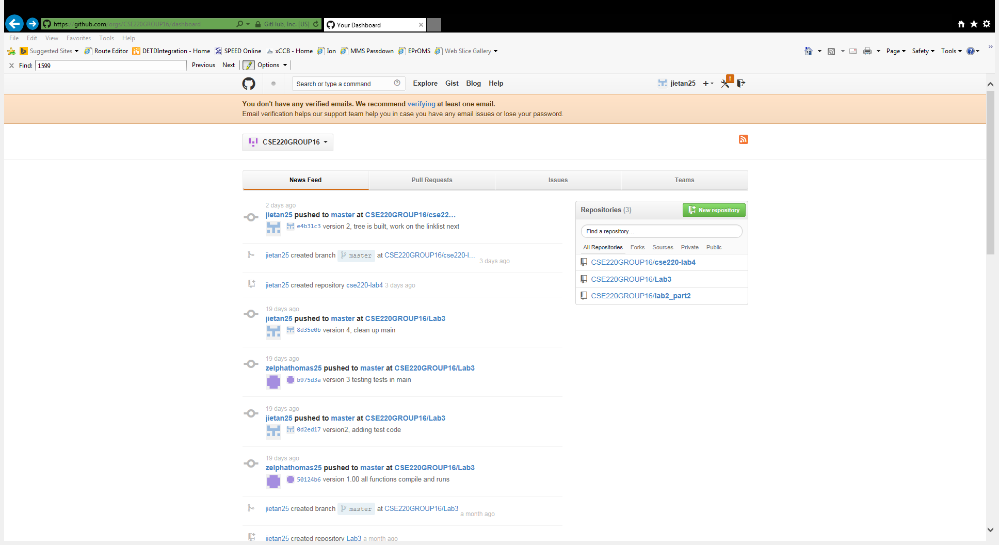 https://github.com/orgs/CSE220GROUP16/dashboard
GitHub, Inc. [US]
Your Dashboard
File Edit View Favorites Tools Help
Suggested Sites Route Editor DETDIntegration - Home SPEED Online xCCB - Home Ion MMS Passdown EPrOMS Web Slice Gallery
Page Safety Tools
Find: 1599 Previous Next Options
Search or type a command Explore Gist Blog Help jietan25
You don't have any verified emails. We recommend verifying at least one email.
Email verification helps our support team help you in case you have any email issues or lose your password.
CSE220GROUP16
News Feed Pull Requests Issues Teams
2 days ago
jietan25 pushed to master at CSE220GROUP16/cse22…
e4b31c3 version 2, tree is built, work on the linklist next
jietan25 created branch master at CSE220GROUP16/cse220-l… 3 days ago
jietan25 created repository cse220-lab4 3 days ago
19 days ago
jietan25 pushed to master at CSE220GROUP16/Lab3
8d35e0b version 4, clean up main
19 days ago
zelphathomas25 pushed to master at CSE220GROUP16/Lab3
b975d3a version 3 testing tests in main
19 days ago
jietan25 pushed to master at CSE220GROUP16/Lab3
0d2ed17 version2, adding test code
19 days ago
zelphathomas25 pushed to master at CSE220GROUP16/Lab3
50124b6 version 1.00 all functions compile and runs
jietan25 created branch master at CSE220GROUP16/Lab3 a month ago
jietan25 created repository Lab3 a month ago
Repositories (3) New repository
Find a repository…
All Repositories Forks Sources Private Public
CSE220GROUP16/cse220-lab4
CSE220GROUP16/Lab3
CSE220GROUP16/lab2_part2